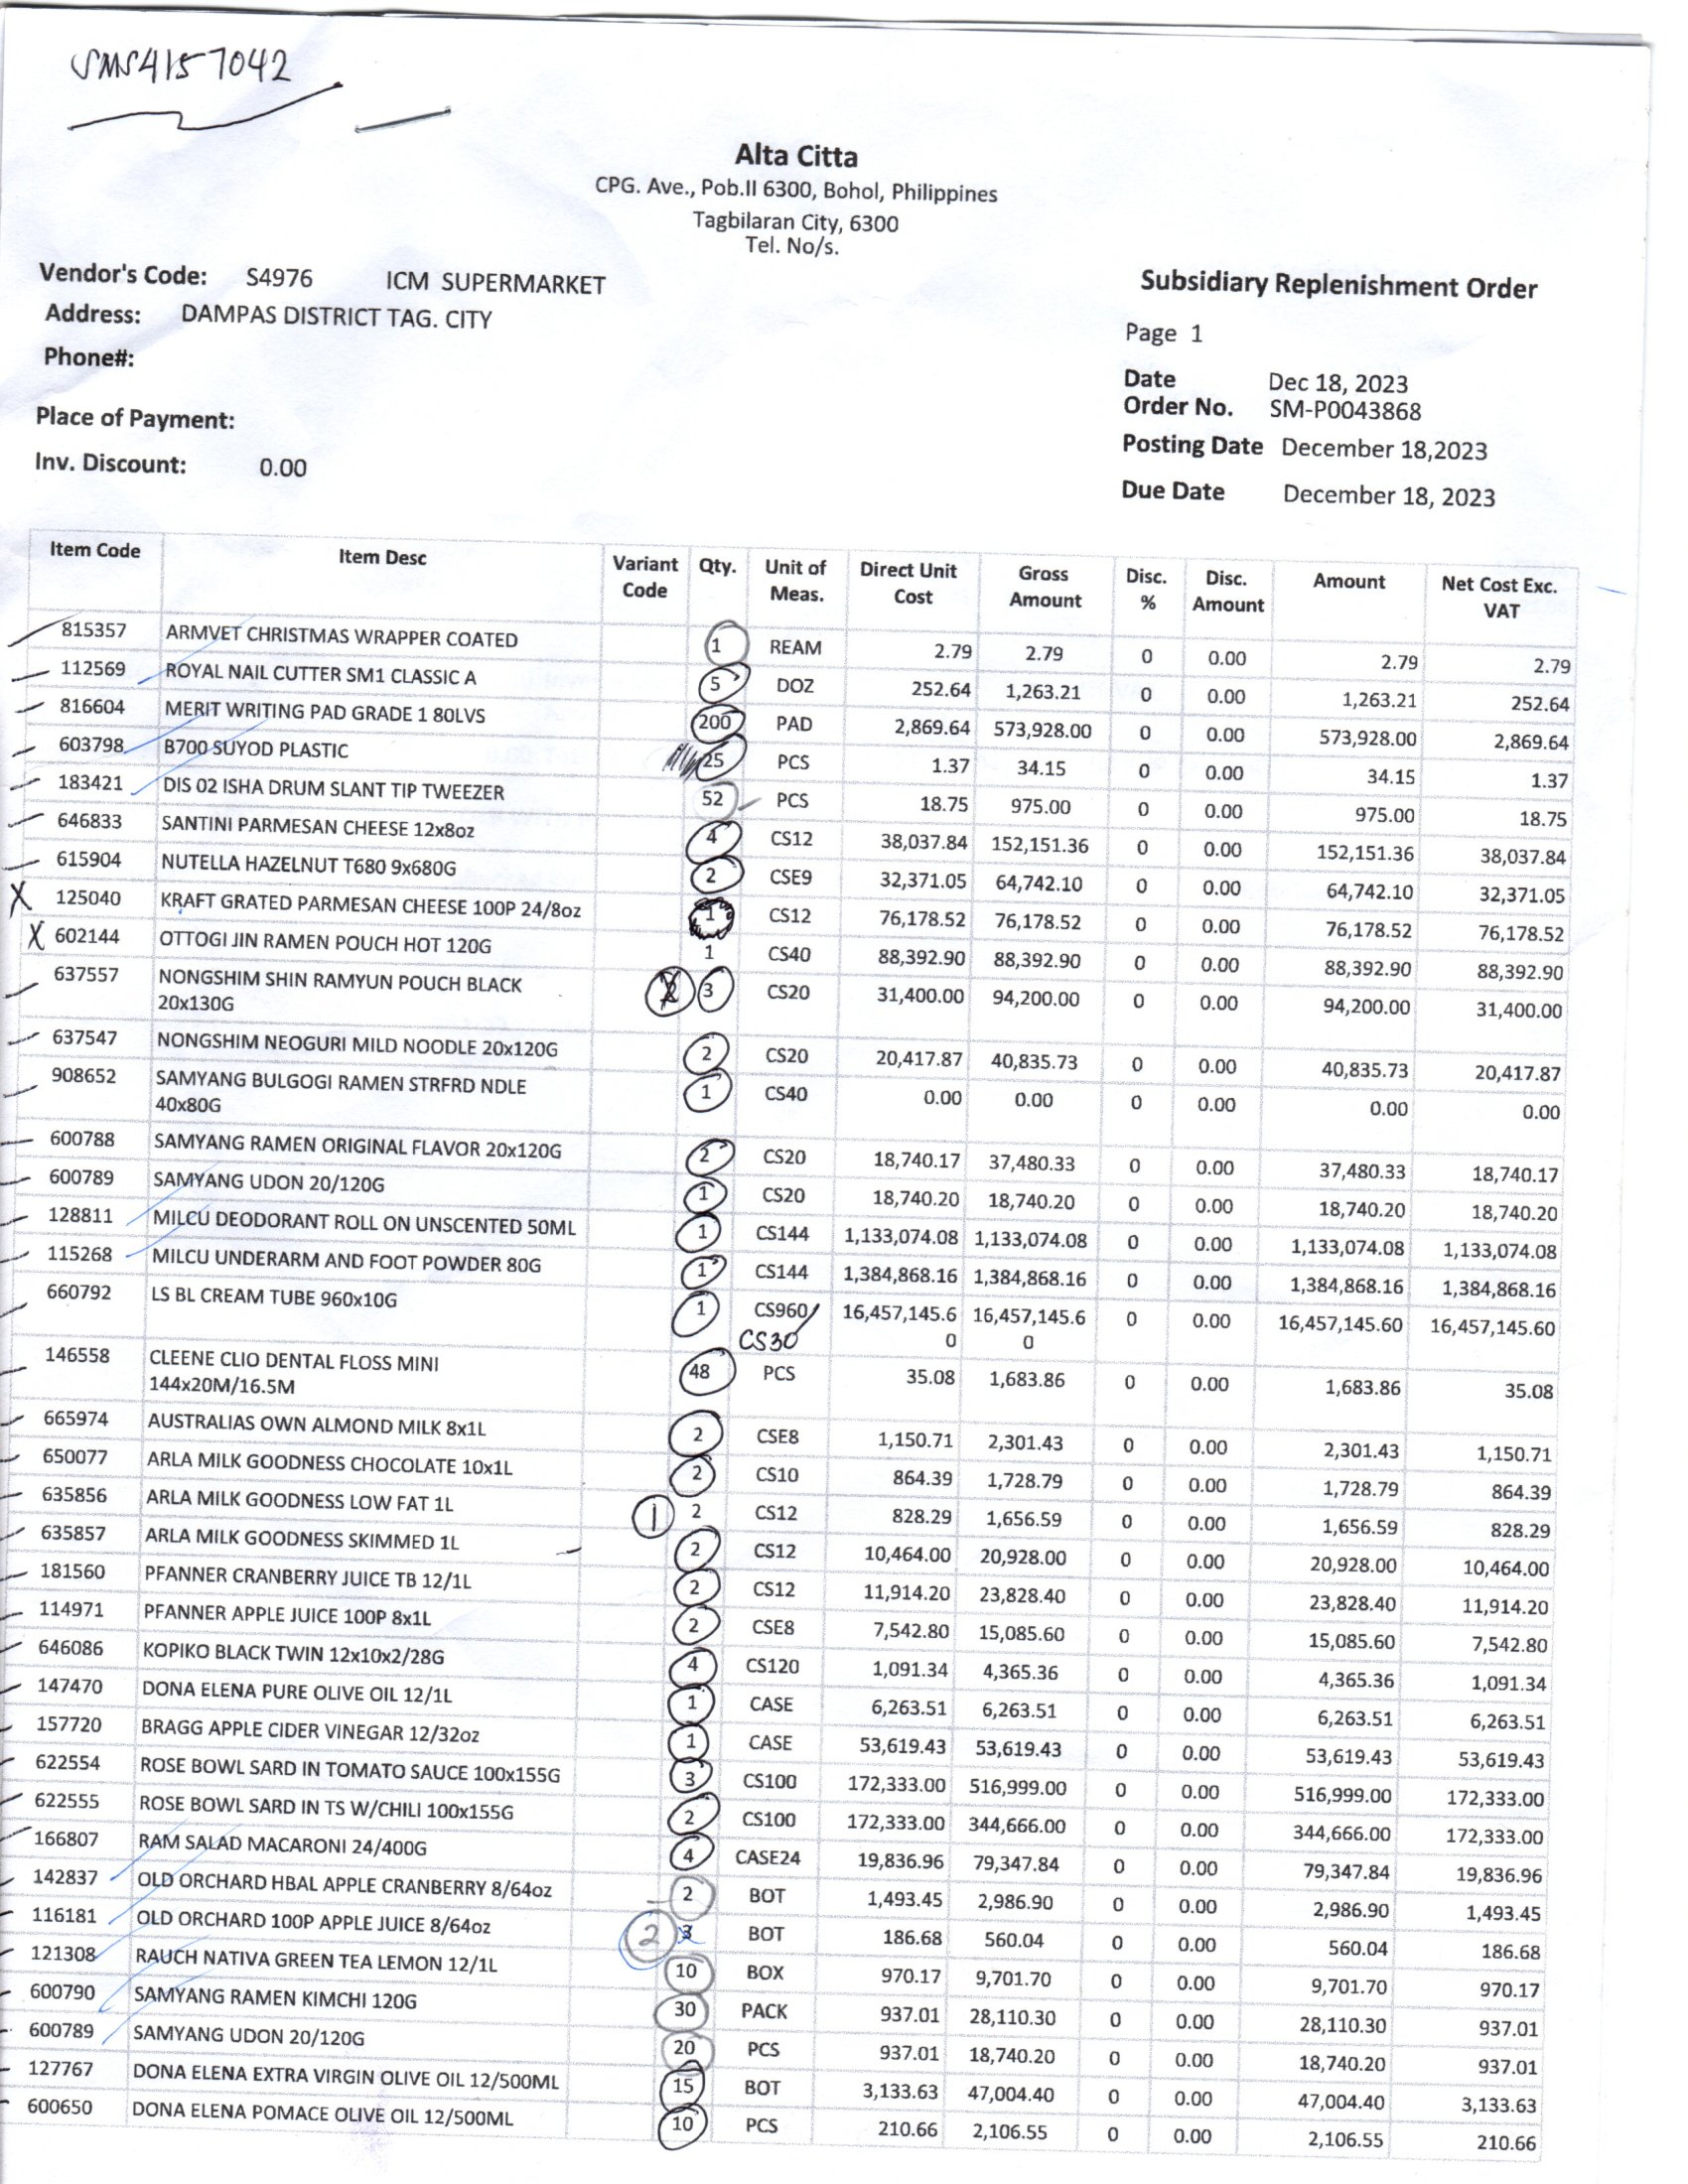 SMS4157042
Alta Citta
CPG. Ave., Pob.II 6300, Bohol, Philippines
Tagbilaran City, 6300
Tel. No/s.
Vendor's Code: S4976 ICM SUPERMARKET
Address: DAMPAS DISTRICT TAG. CITY
Phone#:
Place of Payment:
Inv. Discount: 0.00
Subsidiary Replenishment Order
Page 1
Date Dec 18, 2023
Order No. SM-P0043868
Posting Date December 18,2023
Due Date December 18, 2023
Item Code Item Desc Variant Code Qty. Unit of Meas. Direct Unit Cost Gross Amount Disc. % Disc. Amount Amount Net Cost Exc. VAT
815357 ARMVET CHRISTMAS WRAPPER COATED 1 REAM 2.79 2.79 0 0.00 2.79 2.79
112569 ROYAL NAIL CUTTER SM1 CLASSIC A 5 DOZ 252.64 1,263.21 0 0.00 1,263.21 252.64
816604 MERIT WRITING PAD GRADE 1 80LVS 200 PAD 2,869.64 573,928.00 0 0.00 573,928.00 2,869.64
603798 B700 SUYOD PLASTIC 25 PCS 1.37 34.15 0 0.00 34.15 1.37
183421 DIS 02 ISHA DRUM SLANT TIP TWEEZER 52 PCS 18.75 975.00 0 0.00 975.00 18.75
646833 SANTINI PARMESAN CHEESE 12x8oz 4 CS12 38,037.84 152,151.36 0 0.00 152,151.36 38,037.84
615904 NUTELLA HAZELNUT T680 9x680G 2 CSE9 32,371.05 64,742.10 0 0.00 64,742.10 32,371.05
X 125040 KRAFT GRATED PARMESAN CHEESE 100P 24/8oz 1 CS12 76,178.52 76,178.52 0 0.00 76,178.52 76,178.52
X 602144 OTTOGI JIN RAMEN POUCH HOT 120G 1 CS40 88,392.90 88,392.90 0 0.00 88,392.90 88,392.90
637557 NONGSHIM SHIN RAMYUN POUCH BLACK 3 CS20 31,400.00 94,200.00 0 0.00 94,200.00 31,400.00
20x130G
637547 NONGSHIM NEOGURI MILD NOODLE 20x120G 2 CS20 20,417.87 40,835.73 0 0.00 40,835.73 20,417.87
908652 SAMYANG BULGOGI RAMEN STRFRD NDLE 1 CS40 0.00 0.00 0 0.00 0.00 0.00
40x80G
600788 SAMYANG RAMEN ORIGINAL FLAVOR 20x120G 2 CS20 18,740.17 37,480.33 0 0.00 37,480.33 18,740.17
600789 SAMYANG UDON 20/120G 1 CS20 18,740.20 18,740.20 0 0.00 18,740.20 18,740.20
128811 MILCU DEODORANT ROLL ON UNSCENTED 50ML 1 CS144 1,133,074.08 1,133,074.08 0 0.00 1,133,074.08 1,133,074.08
115268 MILCU UNDERARM AND FOOT POWDER 80G 1 CS144 1,384,868.16 1,384,868.16 0 0.00 1,384,868.16 1,384,868.16
660792 LS BL CREAM TUBE 960x10G 1 CS960 16,457,145.6 16,457,145.6 0 0.00 16,457,145.60 16,457,145.60
CS30 0 0
146558 CLEENE CLIO DENTAL FLOSS MINI 48 PCS 35.08 1,683.86 0 0.00 1,683.86 35.08
144x20M/16.5M
665974 AUSTRALIAS OWN ALMOND MILK 8x1L 2 CSE8 1,150.71 2,301.43 0 0.00 2,301.43 1,150.71
650077 ARLA MILK GOODNESS CHOCOLATE 10x1L 2 CS10 864.39 1,728.79 0 0.00 1,728.79 864.39
635856 ARLA MILK GOODNESS LOW FAT 1L 1 2 CS12 828.29 1,656.59 0 0.00 1,656.59 828.29
635857 ARLA MILK GOODNESS SKIMMED 1L 2 CS12 10,464.00 20,928.00 0 0.00 20,928.00 10,464.00
181560 PFANNER CRANBERRY JUICE TB 12/1L 2 CS12 11,914.20 23,828.40 0 0.00 23,828.40 11,914.20
114971 PFANNER APPLE JUICE 100P 8x1L 2 CSE8 7,542.80 15,085.60 0 0.00 15,085.60 7,542.80
646086 KOPIKO BLACK TWIN 12x10x2/28G 4 CS120 1,091.34 4,365.36 0 0.00 4,365.36 1,091.34
147470 DONA ELENA PURE OLIVE OIL 12/1L 1 CASE 6,263.51 6,263.51 0 0.00 6,263.51 6,263.51
157720 BRAGG APPLE CIDER VINEGAR 12/32oz 1 CASE 53,619.43 53,619.43 0 0.00 53,619.43 53,619.43
622554 ROSE BOWL SARD IN TOMATO SAUCE 100x155G 3 CS100 172,333.00 516,999.00 0 0.00 516,999.00 172,333.00
622555 ROSE BOWL SARD IN TS W/CHILI 100x155G 2 CS100 172,333.00 344,666.00 0 0.00 344,666.00 172,333.00
166807 RAM SALAD MACARONI 24/400G 4 CASE24 19,836.96 79,347.84 0 0.00 79,347.84 19,836.96
142837 OLD ORCHARD HBAL APPLE CRANBERRY 8/64oz 2 BOT 1,493.45 2,986.90 0 0.00 2,986.90 1,493.45
116181 OLD ORCHARD 100P APPLE JUICE 8/64oz 2 3 BOT 186.68 560.04 0 0.00 560.04 186.68
121308 RAUCH NATIVA GREEN TEA LEMON 12/1L 10 BOX 970.17 9,701.70 0 0.00 9,701.70 970.17
600790 SAMYANG RAMEN KIMCHI 120G 30 PACK 937.01 28,110.30 0 0.00 28,110.30 937.01
600789 SAMYANG UDON 20/120G 20 PCS 937.01 18,740.20 0 0.00 18,740.20 937.01
127767 DONA ELENA EXTRA VIRGIN OLIVE OIL 12/500ML 15 BOT 3,133.63 47,004.40 0 0.00 47,004.40 3,133.63
600650 DONA ELENA POMACE OLIVE OIL 12/500ML 10 PCS 210.66 2,106.55 0 0.00 2,106.55 210.66